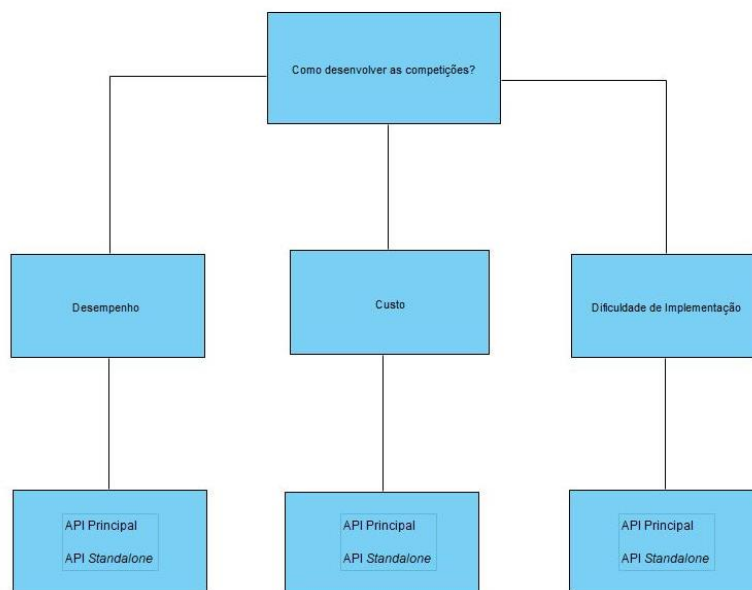 Como desenvolver as competições?
Desempenho
Custo
Dificuldade de Implementação
API Principal
API Standalone
API Principal
API Standalone
API Principal
API Standalone